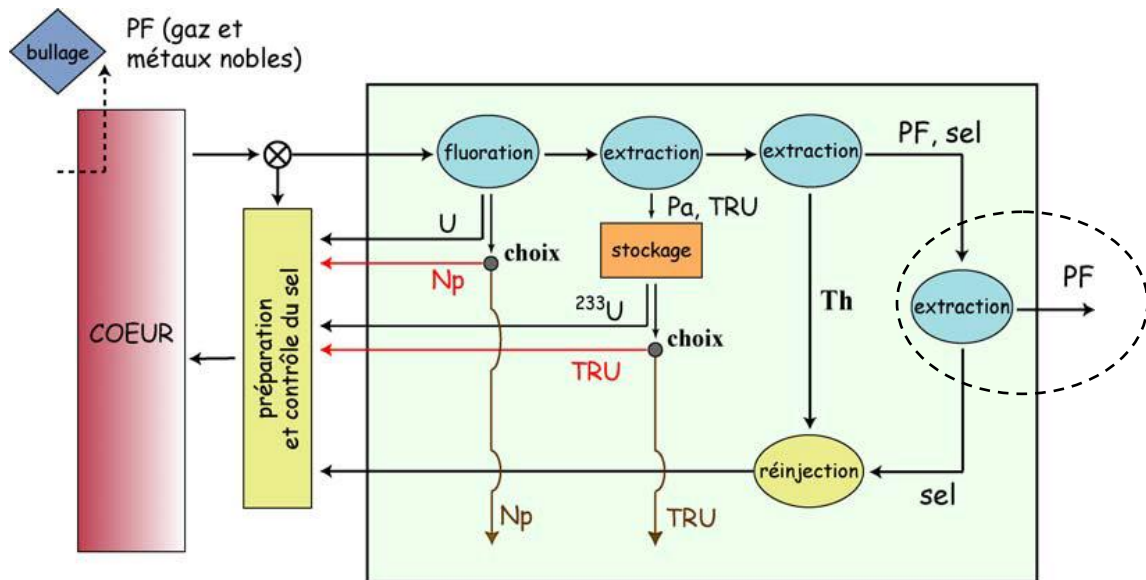 bullage
PF (gaz et
métaux nobles)
COEUR
préparation
et contrôle du sel
fluoration
extraction
extraction
PF, sel
U
Pa, TRU
choix
stockage
Np
Th
extraction
PF
233U
choix
TRU
réinjection
sel
Np
TRU